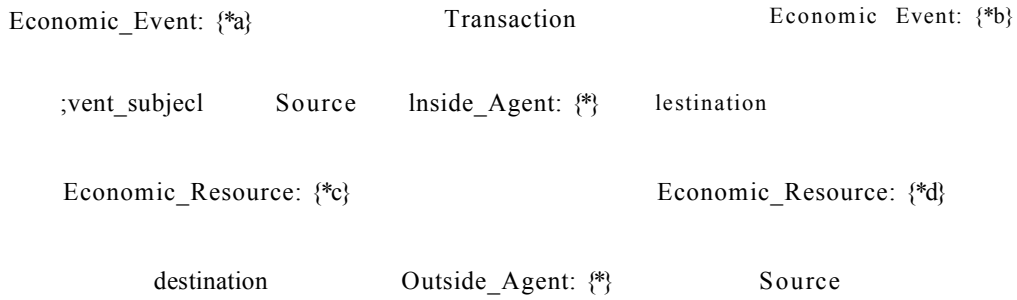 Economic_Event: {*a} Transaction Economic Event: {*b}
;vent_subjecl Source lnside_Agent: {*} lestination
Economic_Resource: {*c} Economic_Resource: {*d}
destination Outside_Agent: {*} Source